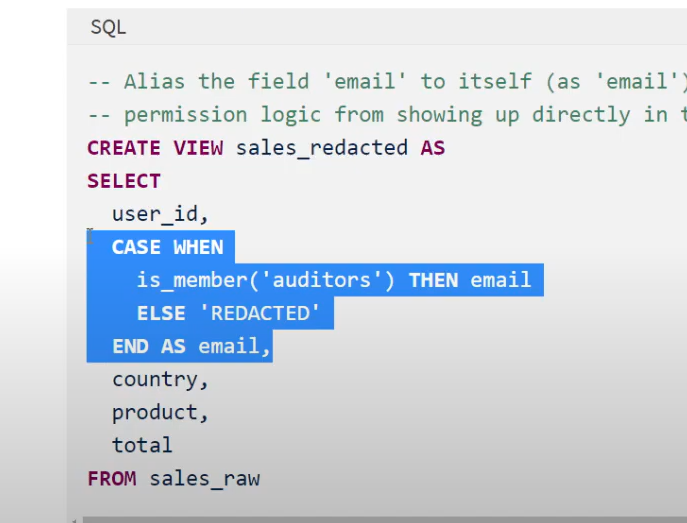 SQL
-- Alias the field 'email' to itself (as 'email')
-- permission logic from showing up directly in
CREATE VIEW sales_redacted AS
SELECT
user_id,
CASE WHEN
is_member('auditors') THEN email
ELSE 'REDACTED'
END AS email,
country,
product,
total
FROM sales_raw